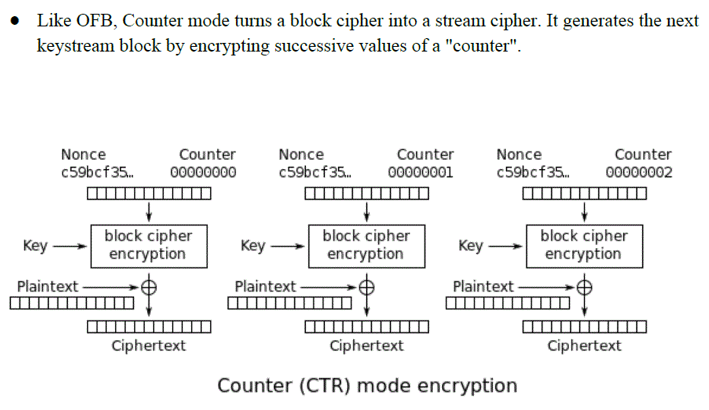 ● Like OFB, Counter mode turns a block cipher into a stream cipher. It generates the next
keystream block by encrypting successive values of a "counter".
Nonce Counter Nonce Counter Nonce Counter
c59bcf35... 00000000 c59bcf35... 00000001 c59bcf35... 00000002
Key block cipher encryption Key block cipher encryption Key block cipher encryption
Plaintext Plaintext Plaintext
Ciphertext Ciphertext Ciphertext
Counter (CTR) mode encryption